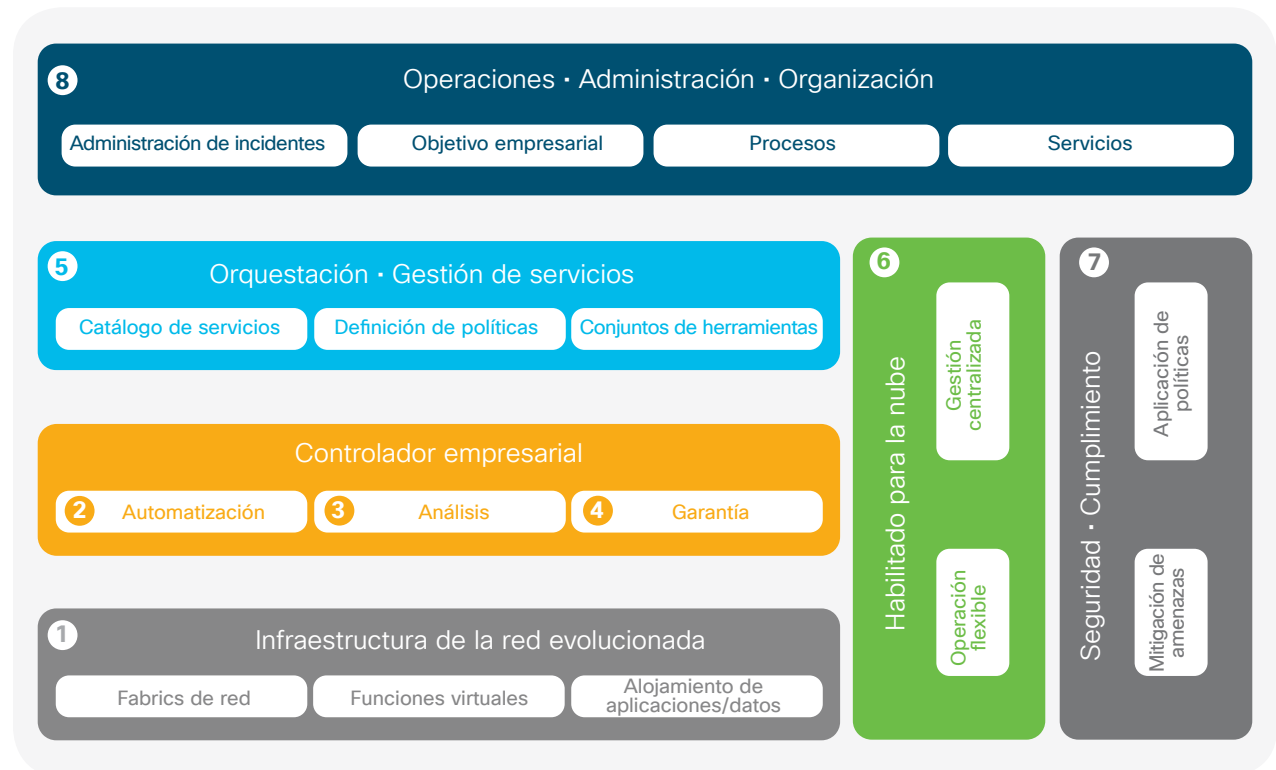 8
Operaciones · Administración · Organización
Administración de incidentes
Objetivo empresarial
Procesos
Servicios
5
Orquestación · Gestión de servicios
Catálogo de servicios
Definición de políticas
Conjuntos de herramientas
Controlador empresarial
2
Automatización
3
Análisis
4
Garantía
1
Infraestructura de la red evolucionada
Fabrics de red
Funciones virtuales
Alojamiento de
aplicaciones/datos
6
Habilitado para la nube
Gestión
centralizada
Operación
flexible
7
Seguridad · Cumplimiento
Aplicación de
políticas
Mitigación de
amenazas